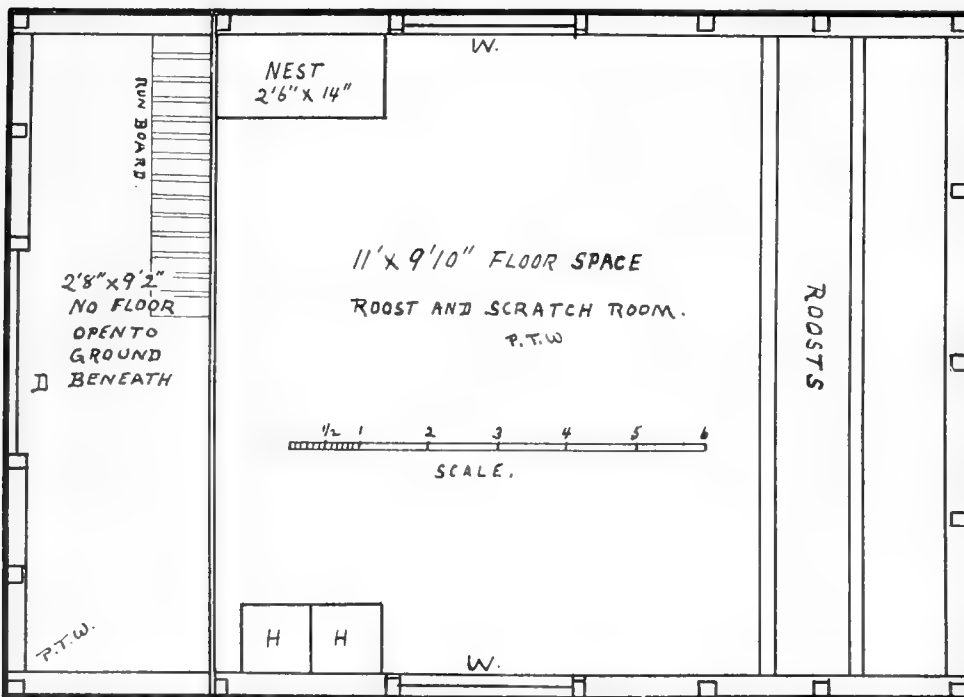 W.
NEST
2'6" X 14"
RUN BOARD.
11' X 9'10" FLOOR SPACE
ROOST AND SCRATCH ROOM.
P.T.W
2'8" x 9'2"
NO FLOOR
OPEN TO
GROUND
BENEATH
D
ROOSTS
1/2 1 2 3 4 5 6
SCALE.
H H
P.T.W.
W.